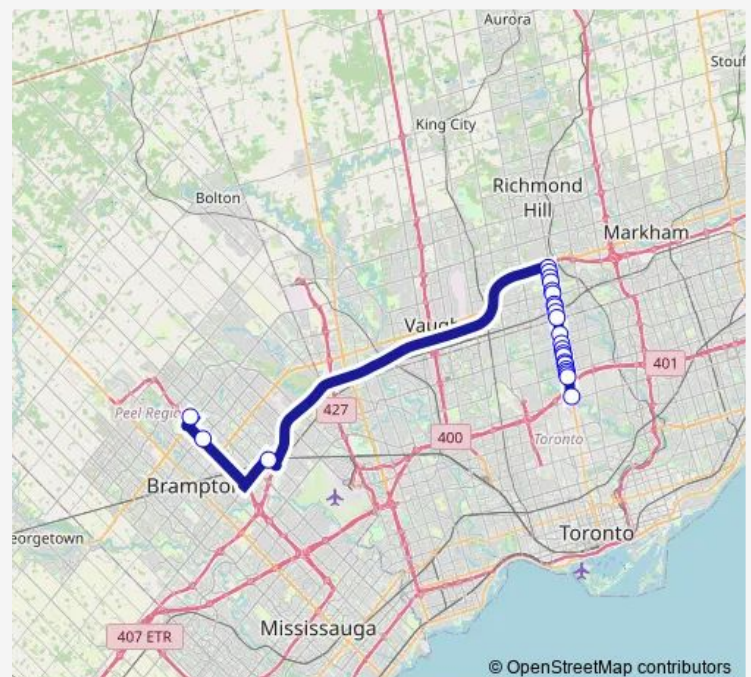 Aurora
Stouf
King City
Richmond
Hill
Bolton
Markham
Vaugh
401
Peel Regio
427
400
Toronto
Brampton
eorgetown
Toronto
407 ETR
Mississauga
© OpenStreetMap contributors